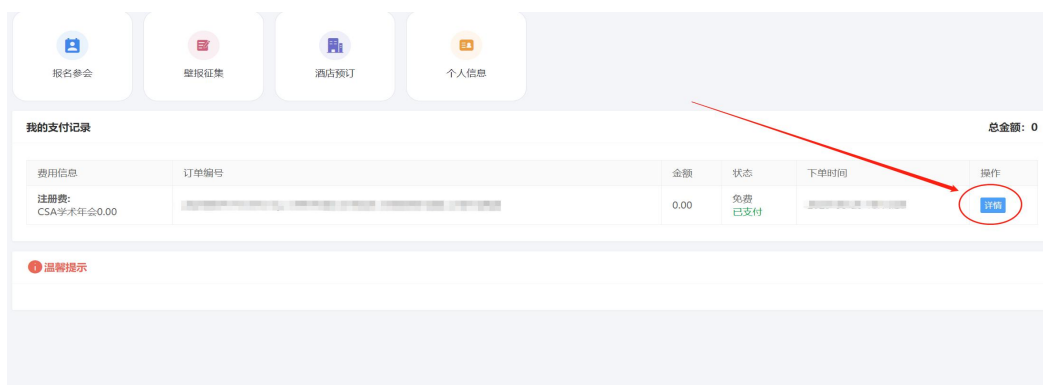 报名参会
壁报征集
酒店预订
个人信息
我的支付记录
总金额：0
费用信息
订单编号
金额
状态
下单时间
操作
注册费:
CSA学术年会0.00
0.00
免费
已支付
详情
温馨提示